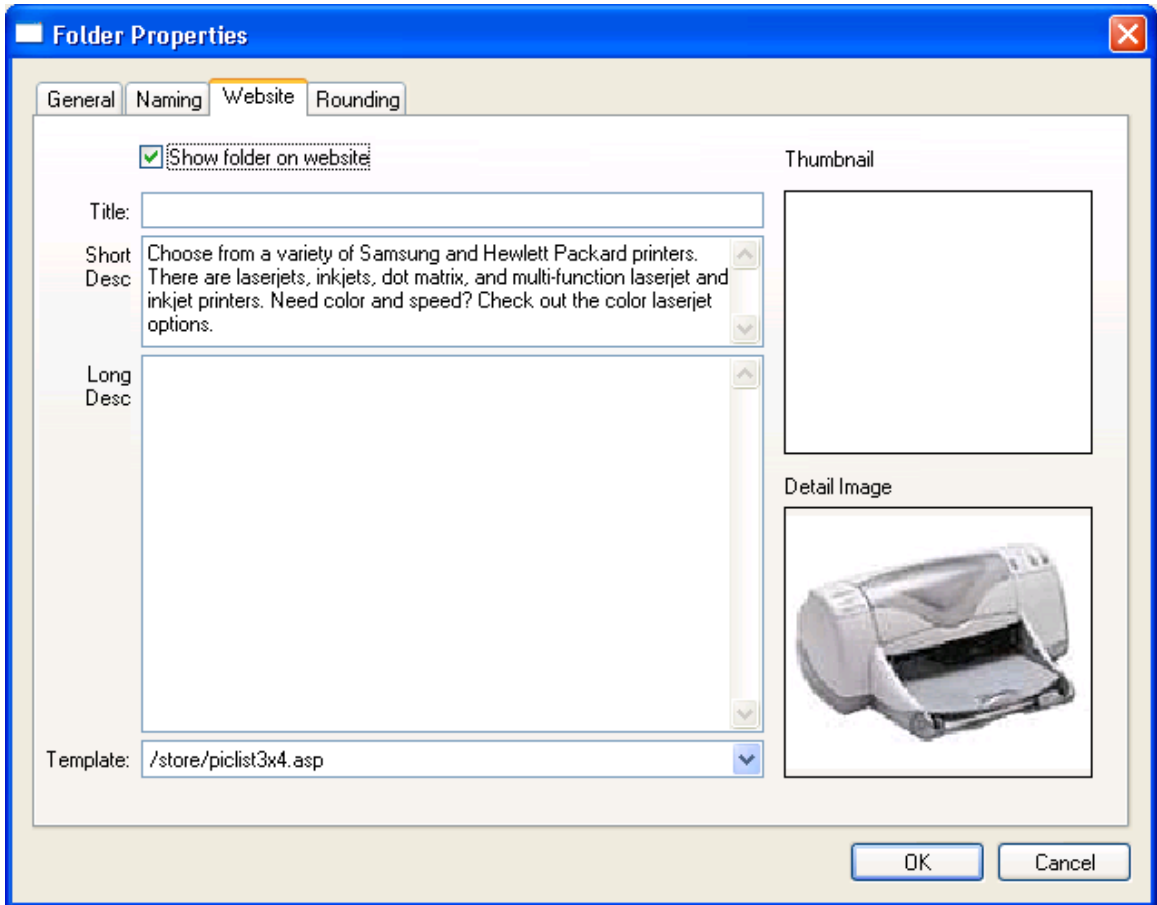 Folder Properties
General Naming Website Rounding
Show folder on website
Thumbnail
Title:
Short
Desc
Choose from a variety of Samsung and Hewlett Packard printers.
There are laserjets, inkjets, dot matrix, and multi-function laserjet and
inkjet printers. Need color and speed? Check out the color laserjet
options.
Long
Desc
Detail Image
Template: /store/piclist3x4.asp
OK Cancel